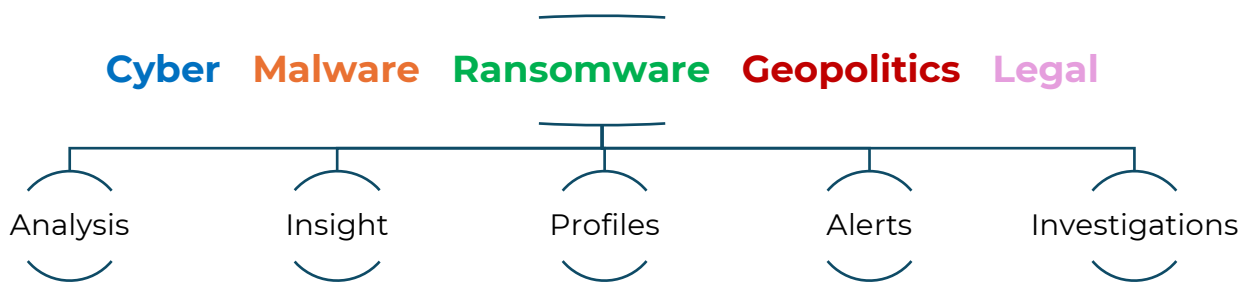 Cyber Malware Ransomware Geopolitics Legal
Analysis Insight Profiles Alerts Investigations